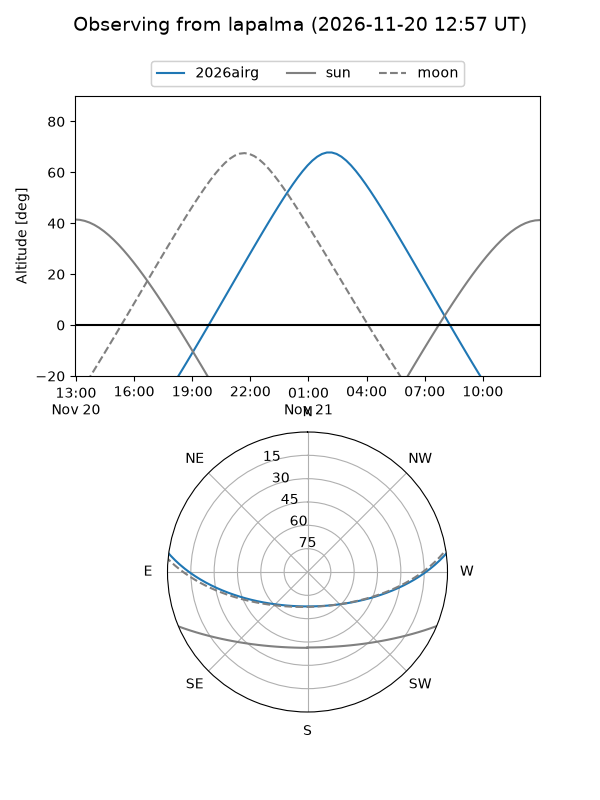 Observing from lapalma (2026-11-20 12:57 UT)
2026airg sun moon
80
60
40
20
0
−20
Altitude [deg]
13:00 16:00 19:00 22:00 01:00 04:00 07:00 10:00
Nov 20 Nov 21
N
NE NW
15
30
45
60
75
E W
SE SW
S